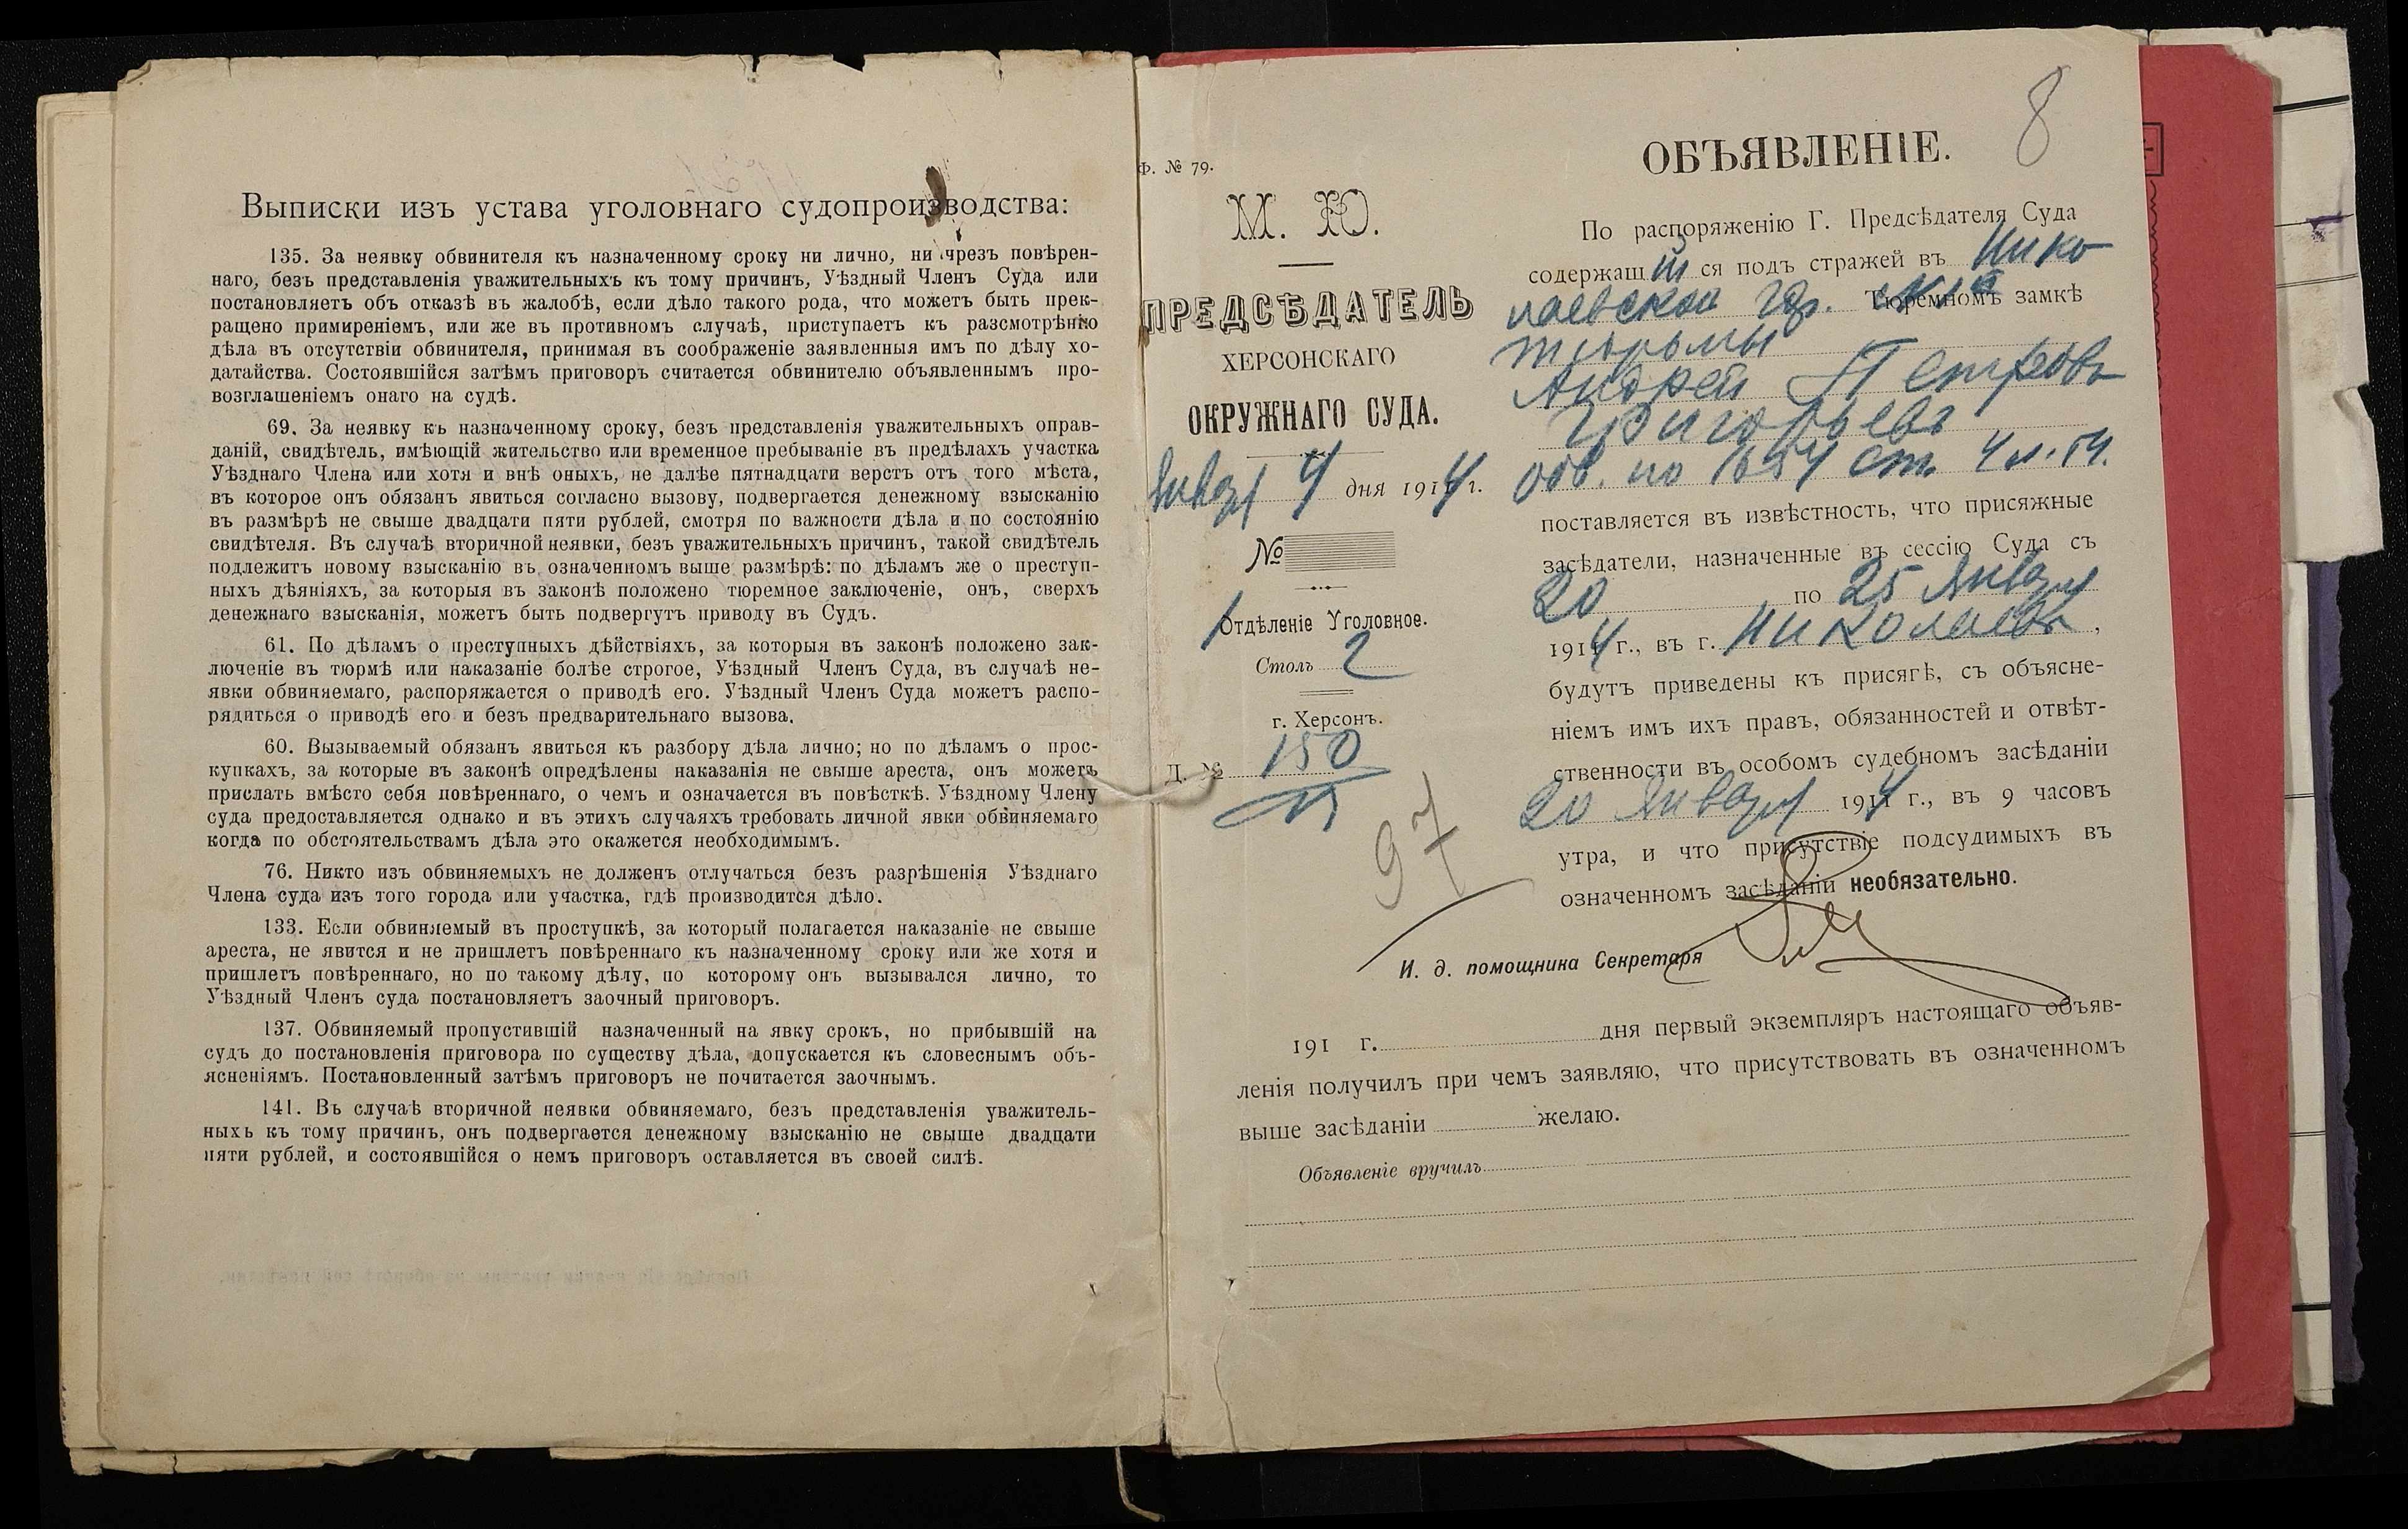 Выписки изъ устава уголовнаго судопроизводства:
135. За неявку обвинителя къ назначенному сроку ни лично, ни чрезъ повѣрен-
наго, безъ представленія уважительныхъ къ тому причинъ, Уѣздный Членъ Суда или
постановляетъ объ отказѣ въ жалобѣ, если дѣло такого рода, что можетъ быть прек-
ращено примиреніемъ, или же въ противномъ случаѣ, приступаетъ къ разсмотрѣнію
дѣла въ отсутствіи обвинителя, принимая въ соображеніе заявленныя имъ по дѣлу хо-
датайства. Состоявшійся затѣмъ приговоръ считается обвинителю объявленнымъ про-
возглашеніемъ онаго на судѣ.
69. За неявку къ назначенному сроку, безъ представленія уважительныхъ оправ-
даній, свидѣтель, имѣющій жительство или временное пребываніе въ предѣлахъ участка
Уѣзднаго Члена или хотя и внѣ оныхъ, не далѣе пятнадцати верстъ отъ того мѣста,
въ которое онъ обязанъ явиться согласно вызову, подвергается денежному взысканію
въ размѣрѣ не свыше двадцати пяти рублей, смотря по важности дѣла и по состоянію
свидѣтеля. Въ случаѣ вторичной неявки, безъ уважительныхъ причинъ, такой свидѣтель
подлежитъ новому взысканію въ означенномъ выше размѣрѣ: по дѣламъ же о преступ-
ныхъ дѣяніяхъ, за которыя въ законѣ положено тюремное заключеніе, онъ, сверхъ
денежнаго взысканія, можетъ быть подвергутъ приводу въ Судъ.
61. По дѣламъ о преступныхъ дѣйствіяхъ, за которыя въ законѣ положено зак-
люченіе въ тюрмѣ или наказаніе болѣе строгое, Уѣздный Членъ Суда, въ случаѣ не-
явки обвиняемаго, распоряжается о приводѣ его. Уѣздный Членъ Суда можетъ распо-
рядиться о приводѣ его и безъ предварительнаго вызова.
60. Вызываемый обязанъ явиться къ разбору дѣла лично; но по дѣламъ о прос-
купкахъ, за которые въ законѣ опредѣлены наказанія не свыше ареста, онъ можетъ
прислать вмѣсто себя повѣреннаго, о чемъ и означается въ повѣсткѣ. Уѣздному Члену
суда предоставляется однако и въ этихъ случаяхъ требовать личной явки обвиняемаго
когда по обстоятельствамъ дѣла это окажется необходимымъ.
76. Никто изъ обвиняемыхъ не долженъ отлучаться безъ разрѣшенія Уѣзднаго
Члена суда изъ того города или участка, гдѣ производится дѣло.
133. Если обвиняемый въ проступкѣ, за который полагается наказаніе не свыше
ареста, не явится и не пришлетъ повѣреннаго къ назначенному сроку или же хотя и
пришлетъ повѣреннаго, но по такому дѣлу, по которому онъ вызывался лично, то
Уѣздный Членъ суда постановляетъ заочный приговоръ.
137. Обвиняемый пропустившій назначенный на явку срокъ, но прибывшій на
судъ до постановленія приговора по существу дѣла, допускается къ словеснымъ объ-
ясненіямъ. Постановленный затѣмъ приговоръ не почитается заочнымъ.
141. Въ случаѣ вторичной неявки обвиняемаго, безъ представленія уважитель-
ныхъ къ тому причинъ, онъ подвергается денежному взысканію не свыше двадцати
пяти рублей, и состоявшійся о немъ приговоръ оставляется въ своей силѣ.
Ф. № 79.
М. Ю.
ПРЕДСѢДАТЕЛЬ
ХЕРСОНСКАГО
ОКРУЖНАГО СУДА.
Января 4 дня 1914 г.
№
1 Отдѣленіе Уголовное.
Столъ 2
г. Херсонъ.
Д. № 150
97
8
ОБЪЯВЛЕНІЕ.
По распоряженію Г. Предсѣдателя Суда
содержащійся подъ стражей въ Нико
лаевской гр. Тюремномъ замкѣ
тюрьмы
Андрей Петровъ
Григорьевъ
обв. по 1654 ст. 4 л. 14.
поставляется въ извѣстность, что присяжные
засѣдатели, назначенные въ сессію Суда съ
20 по 25 Января
1914 г., въ г. Николаевъ,
будутъ приведены къ присягѣ, съ объясне-
ніемъ имъ ихъ правъ, обязанностей и отвѣт-
ственности въ особомъ судебномъ засѣданіи
20 Января 1914 г., въ 9 часовъ
утра, и что присутствіе подсудимыхъ въ
означенномъ засѣданіи необязательно.
И. д. помощника Секретаря
191 г. дня первый экземпляръ настоящаго объяв-
ленія получилъ при чемъ заявляю, что присутствовать въ означенномъ
выше засѣданіи желаю.
Объявленіе вручилъ